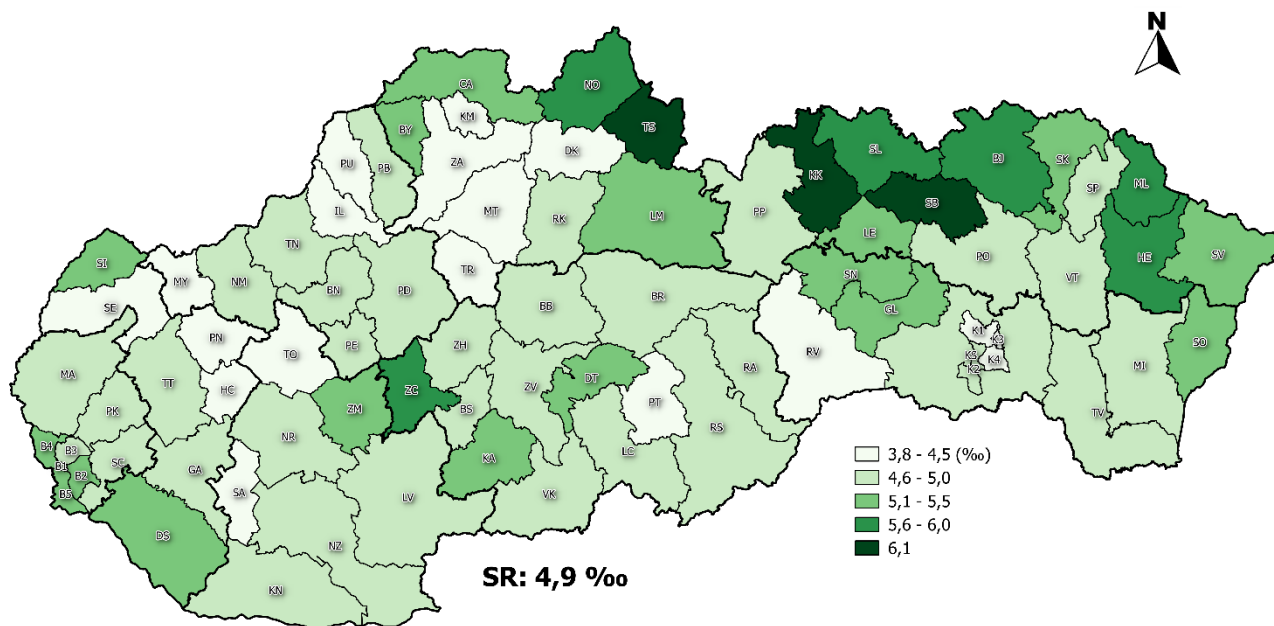 N
CA
NO
KM
BY
TS
PU
PB
ZA
DK
SL
BJ
SK
KK
SP
ML
IL
MT
RK
LM
PP
SB
LE
TN
PO
SV
HE
VT
SI
MY
NM
BN
PD
TR
SN
BB
BR
GL
SE
PN
TO
PE
ZH
RV
K1
K3
SO
K5
K4
K2
MA
TT
HC
ZM
ZC
ZV
DT
RA
MI
PK
BS
PT
TV
RS
B4
B3
SC
NR
B1
B2
GA
KA
LC
B5
SA
LV
VK
DS
NZ
KN
3,8 - 4,5 (‰)
4,6 - 5,0
5,1 - 5,5
5,6 - 6,0
6,1
SR: 4,9 ‰